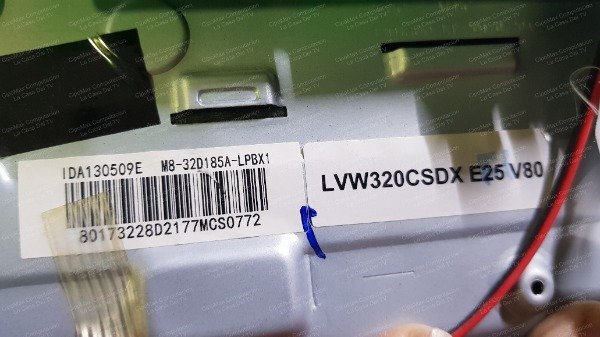 IDA130509E M8-32D185A-LPBX1
80173228D2177MCS0772
LVW320CSDX E25 V80